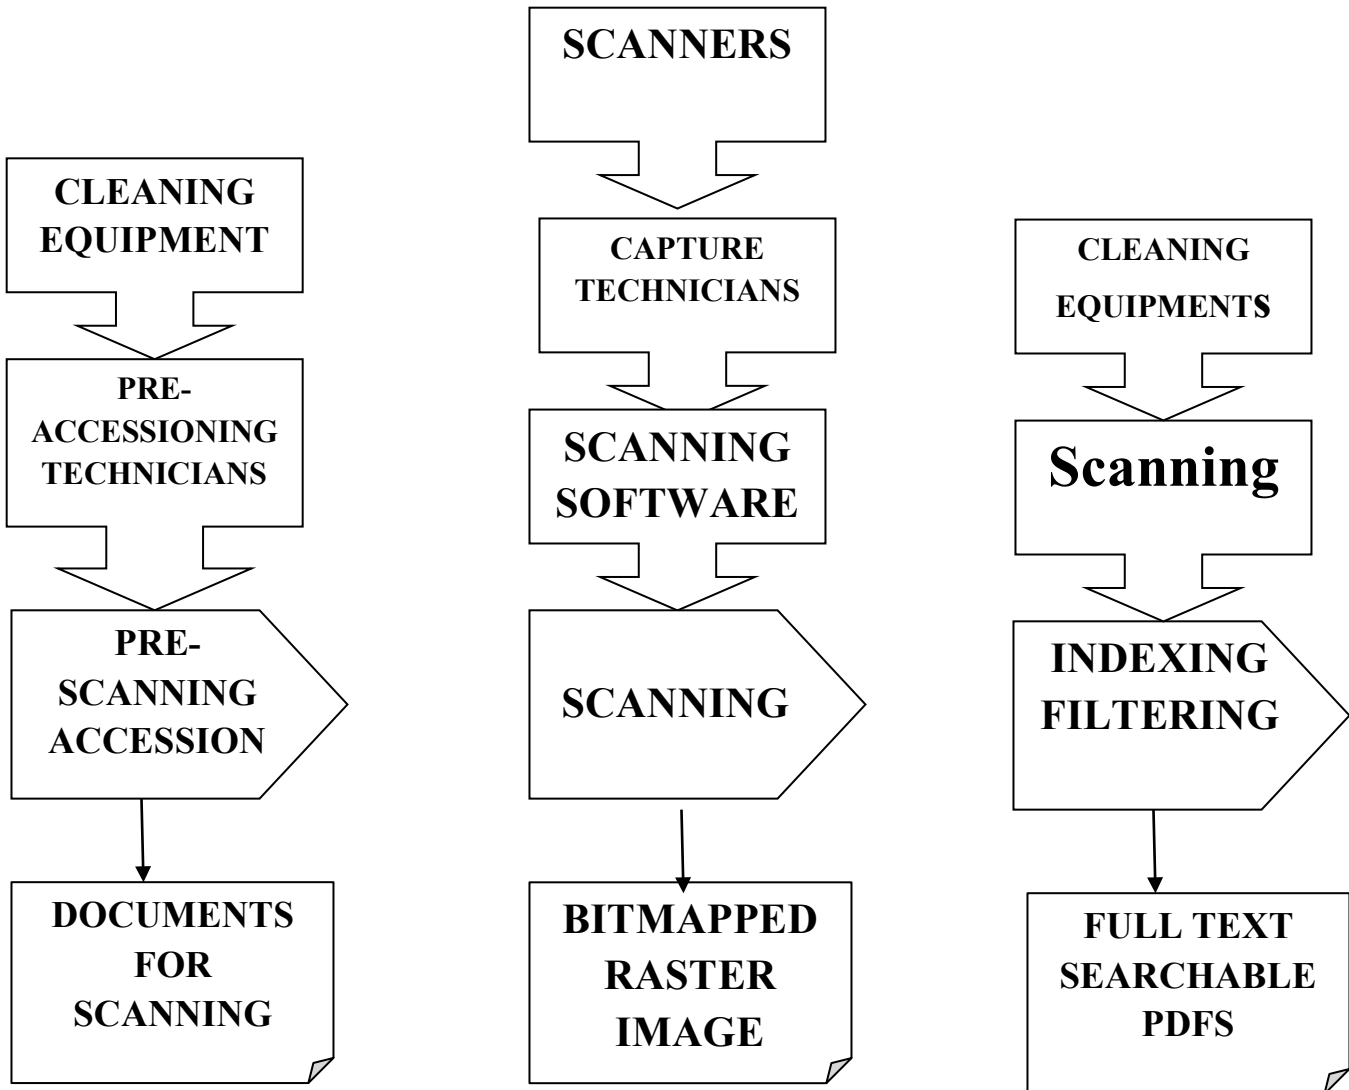 CLEANING
EQUIPMENT
PRE-
ACCESSIONING
TECHNICIANS
PRE-
SCANNING
ACCESSION
DOCUMENTS
FOR
SCANNING
SCANNERS
CAPTURE
TECHNICIANS
SCANNING
SOFTWARE
SCANNING
BITMAPPED
RASTER
IMAGE
CLEANING
EQUIPMENTS
Scanning
INDEXING
FILTERING
FULL TEXT
SEARCHABLE
PDFS